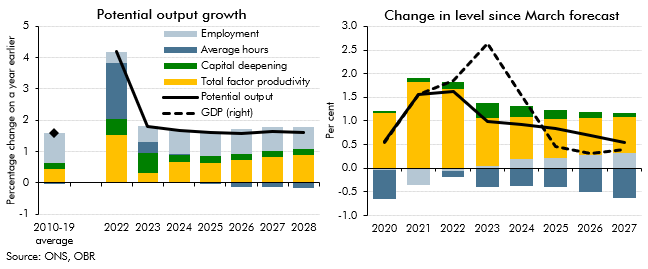 Potential output growth
Percentage change on a year earlier
5
4
3
2
1
0
-1
Employment
Average hours
Capital deepening
Total factor productivity
Potential output
GDP (right)
2010-19
average
2022 2023 2024 2025 2026 2027 2028
Change in level since March forecast
Per cent
3.0
2.5
2.0
1.5
1.0
0.5
0.0
-0.5
-1.0
2020 2021 2022 2023 2024 2025 2026 2027
Source: ONS, OBR